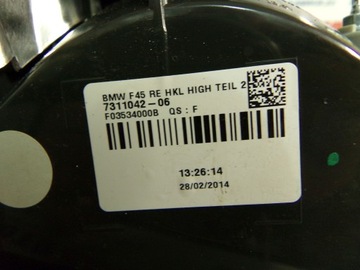 BMW F45 RE HKL HIGH TEIL 2
7311042-06
F03534000B QS: F
13:26:14
28/02/2014